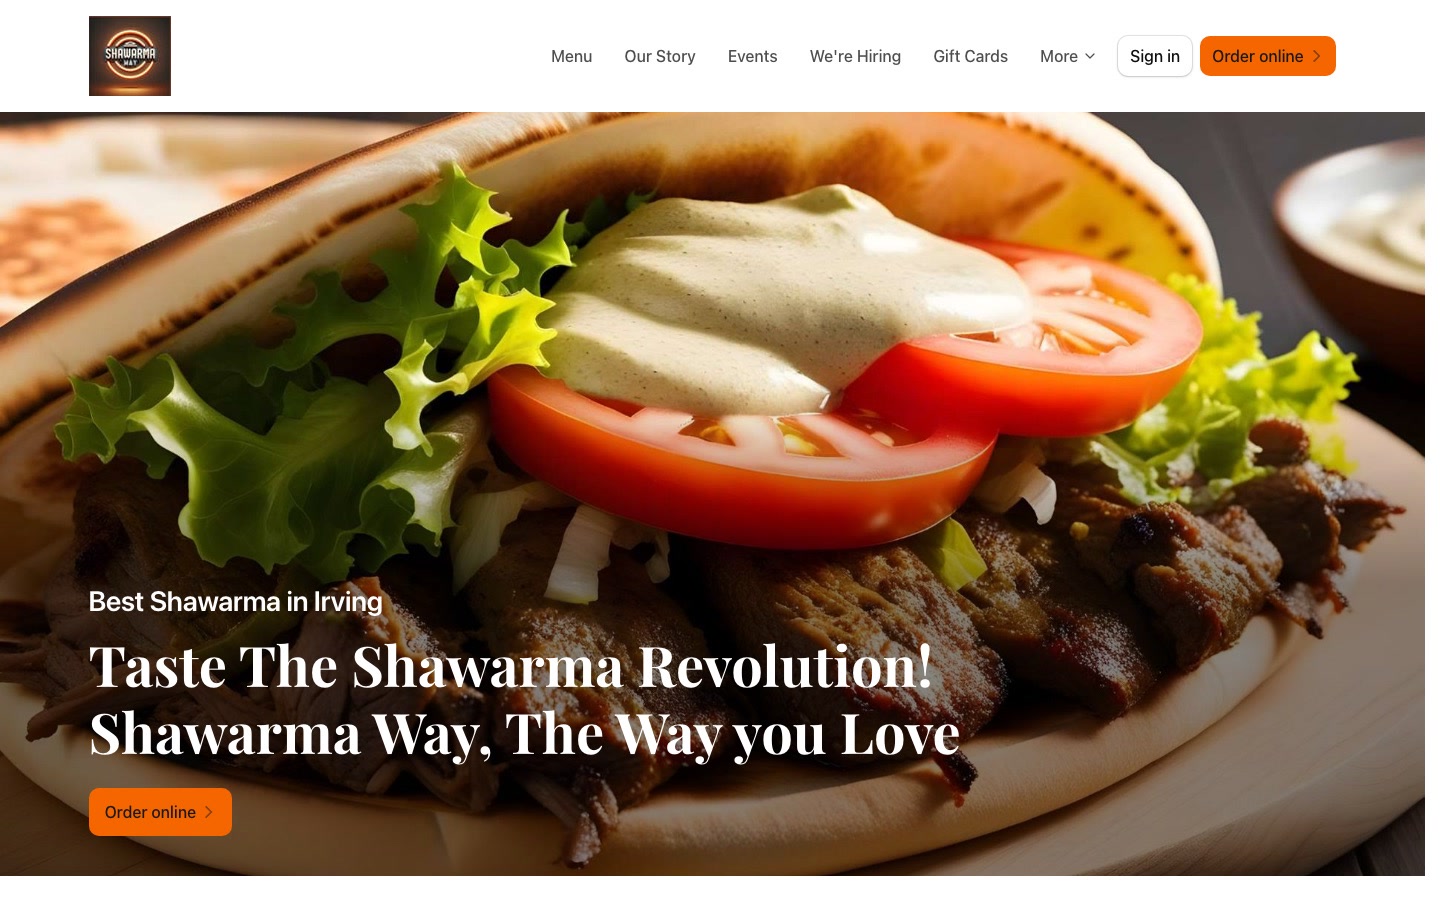 SHAWARMA
WAY
Menu
Our Story
Events
We're Hiring
Gift Cards
More
Sign in
Order online
Best Shawarma in Irving
Taste The Shawarma Revolution!
Shawarma Way, The Way you Love
Order online